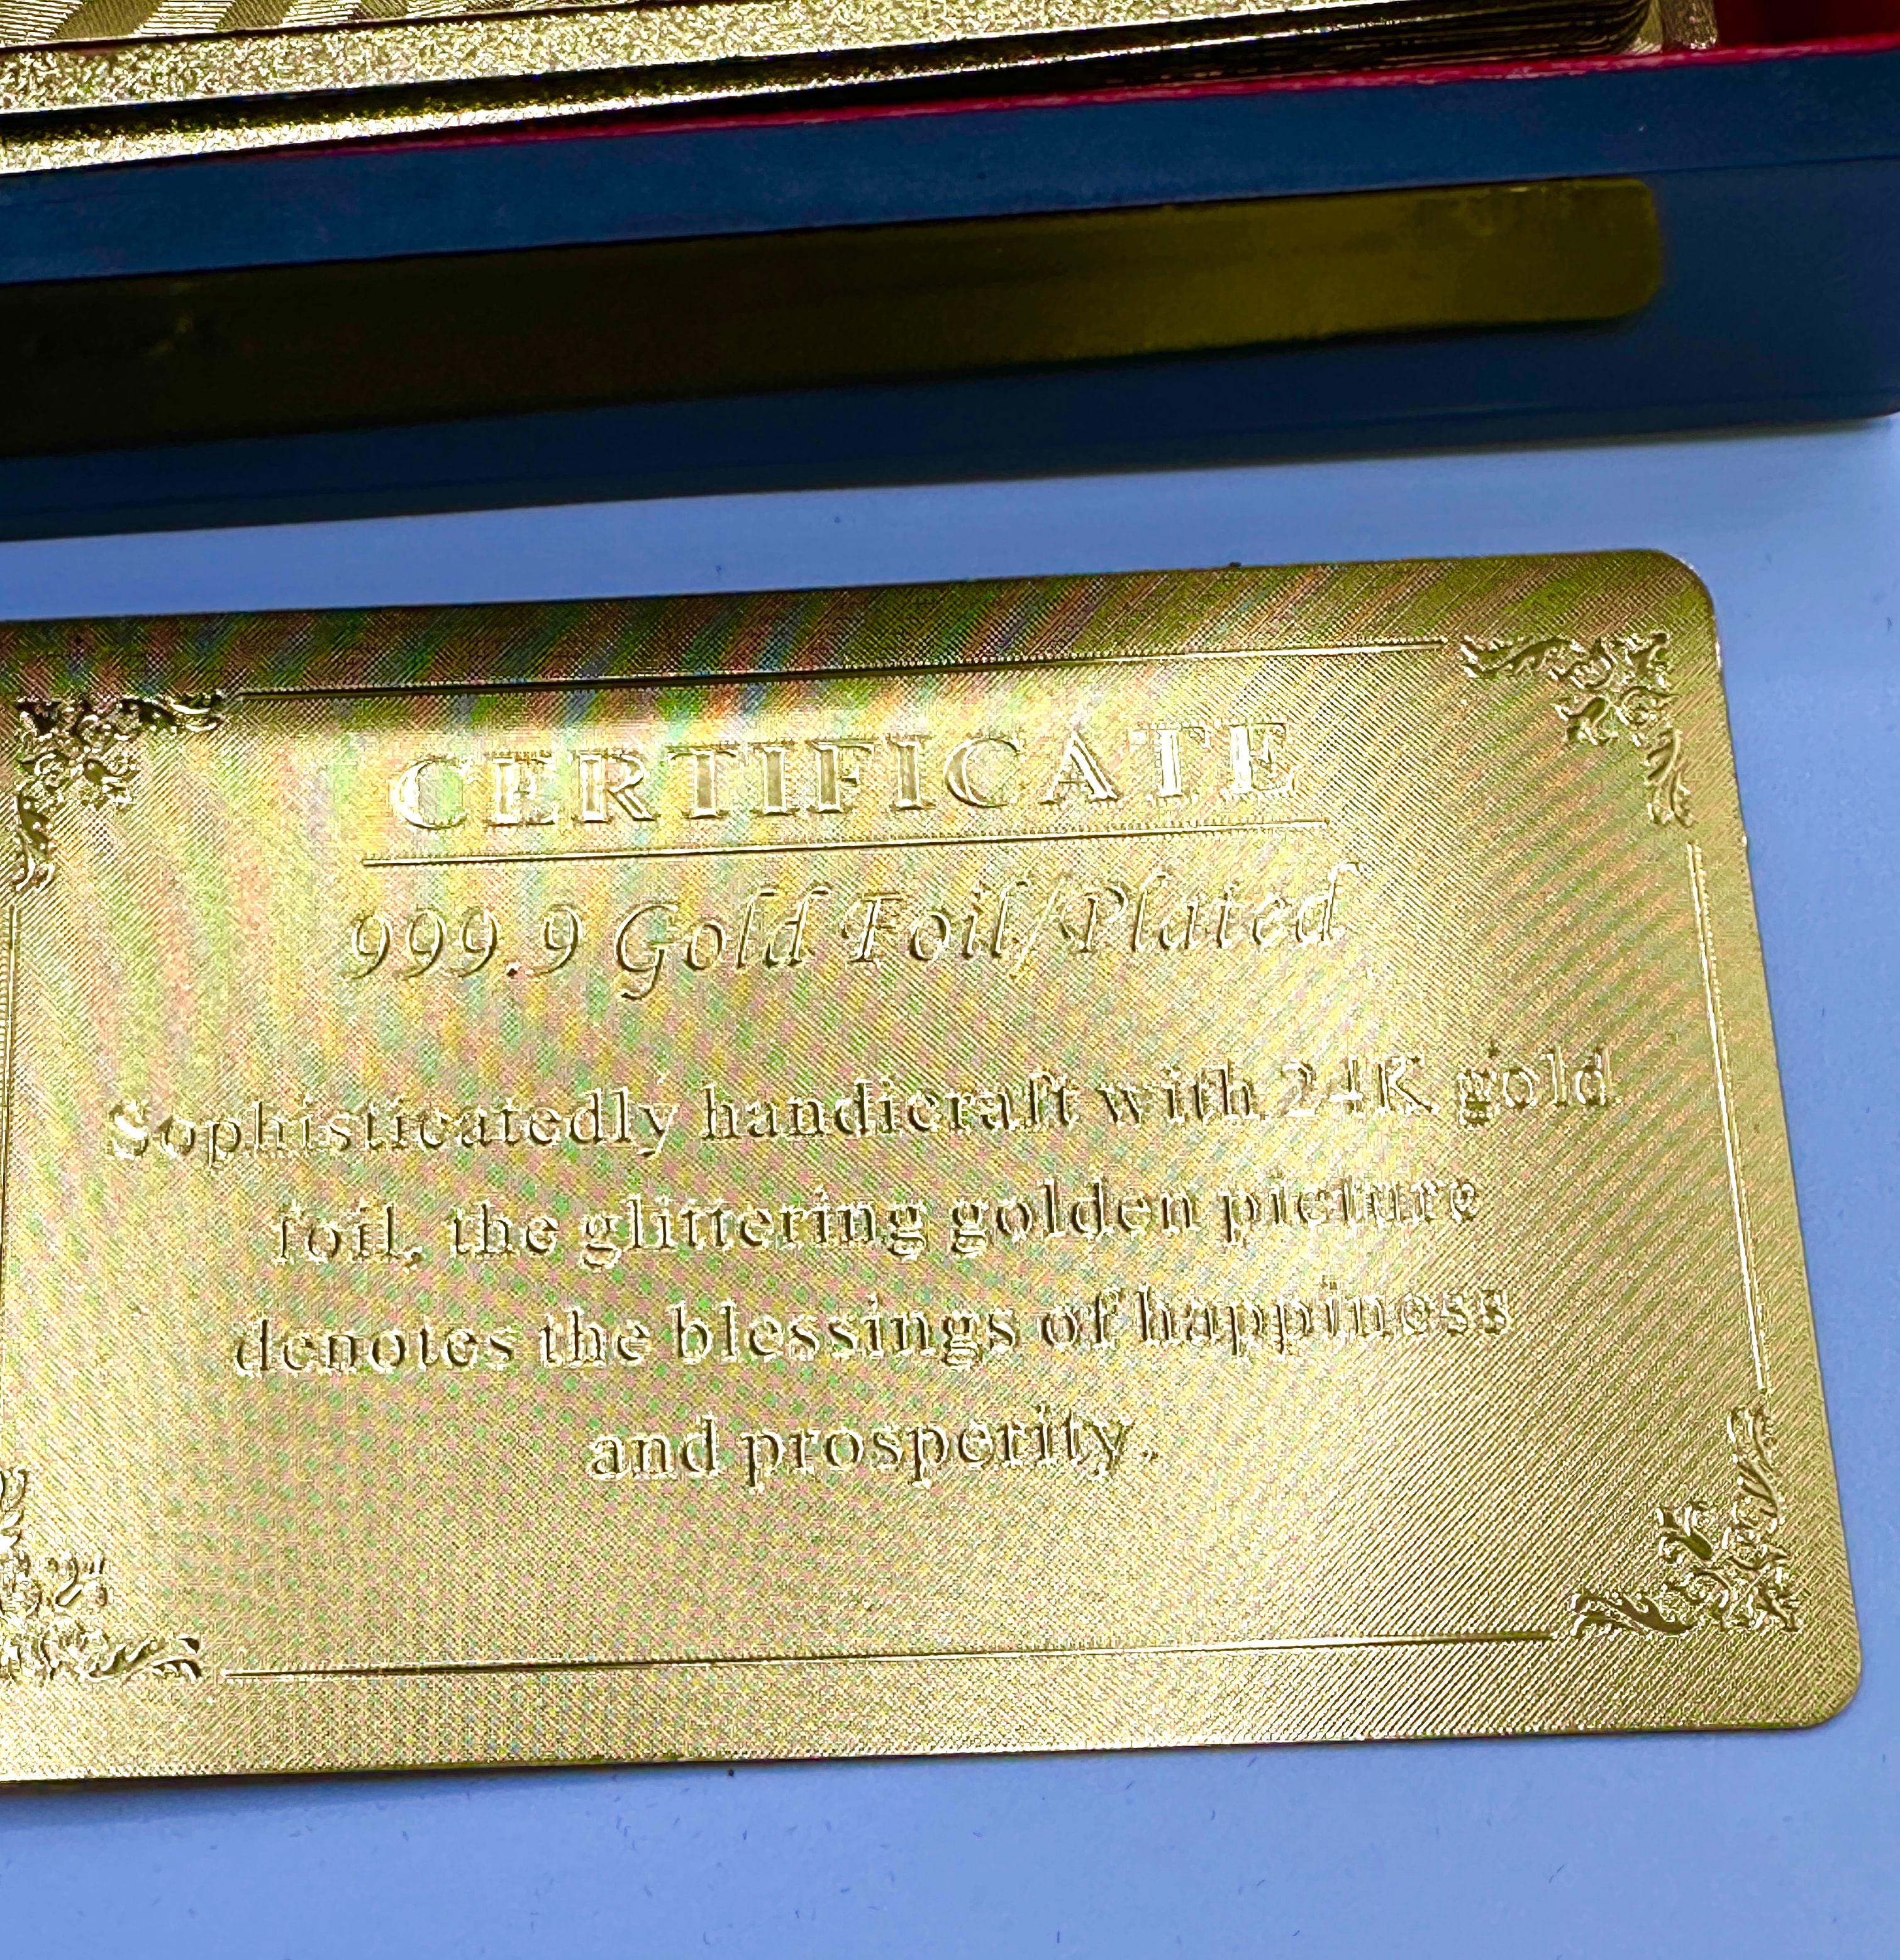 CERTIFICATE
999.9 Gold Foil/Plated
Sophisticatedly handicraft with 24K gold
foil, the glittering golden picture
denotes the blessings of happiness
and prosperity.